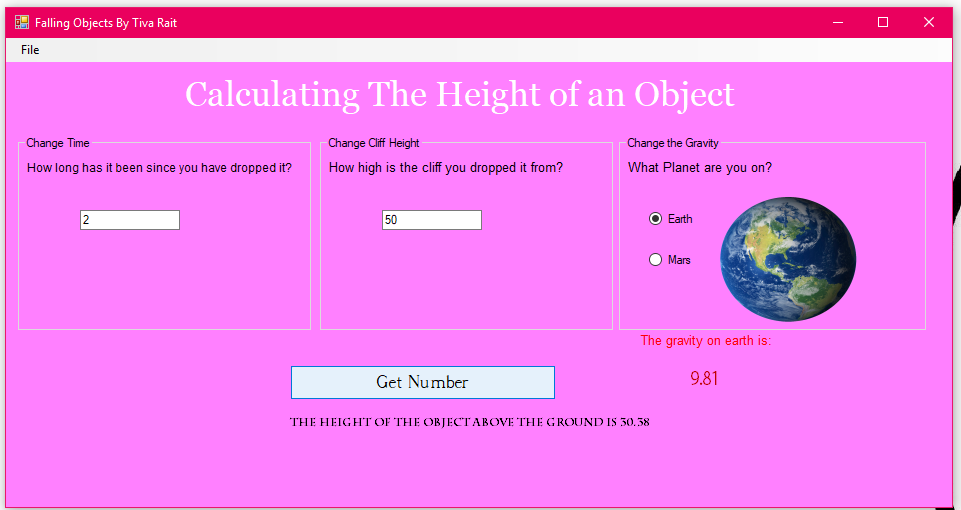 Falling Objects By Tiva Rait
File
Calculating The Height of an Object
Change Time
How long has it been since you have dropped it?
2
Change Cliff Height
How high is the cliff you dropped it from?
50
Change the Gravity
What Planet are you on?
Earth
Mars
The gravity on earth is:
9.81
Get Number
THE HEIGHT OF THE OBJECT ABOVE THE GROUND IS 30.38